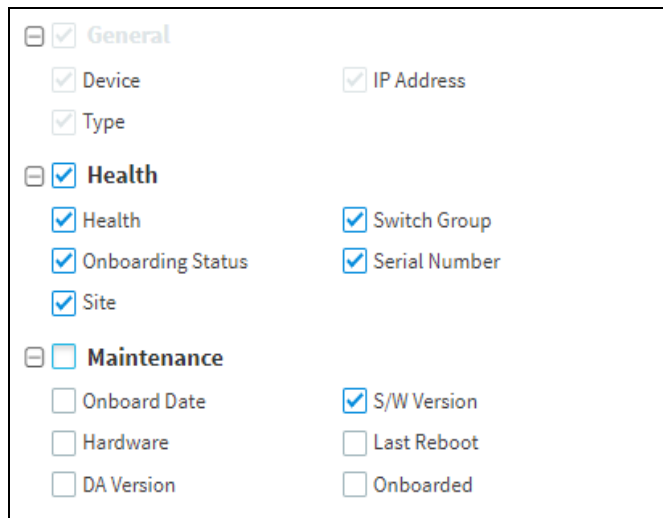 General
Device IP Address
Type
Health
Health Switch Group
Onboarding Status Serial Number
Site
Maintenance
Onboard Date S/W Version
Hardware Last Reboot
DA Version Onboarded